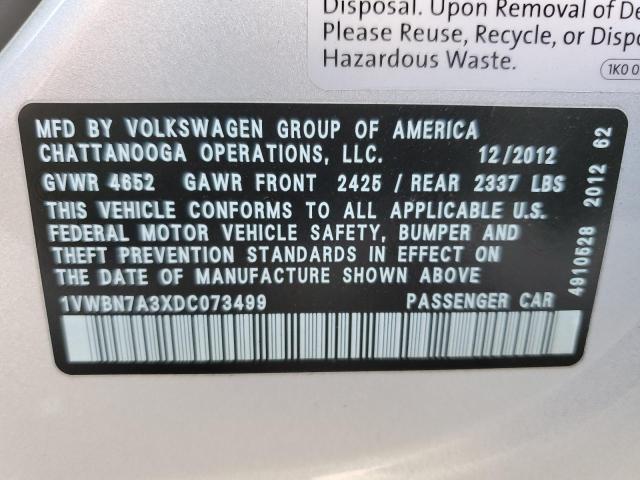 Disposal. Upon Removal of
Please Reuse, Recycle, or
Hazardous Waste.
1K0 0
MFD BY VOLKSWAGEN GROUP OF AMERICA
CHATTANOOGA OPERATIONS, LLC. 12/2012
GVWR 4652 GAWR FRONT 2425 / REAR 2337 LBS
THIS VEHICLE CONFORMS TO ALL APPLICABLE U.S.
FEDERAL MOTOR VEHICLE SAFETY, BUMPER AND
THEFT PREVENTION STANDARDS IN EFFECT ON
THE DATE OF MANUFACTURE SHOWN ABOVE
1VWBN7A3XDC073499 PASSENGER CAR
4910528 2012 62